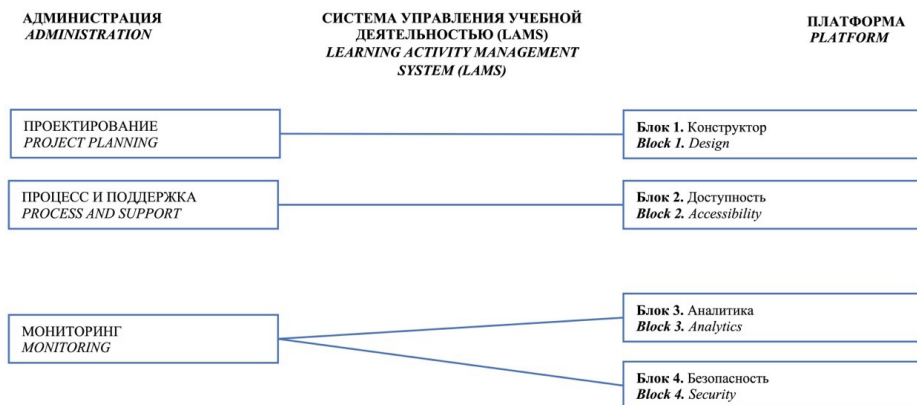 АДМИНИСТРАЦИЯ
ADMINISTRATION
СИСТЕМА УПРАВЛЕНИЯ УЧЕБНОЙ
ДЕЯТЕЛЬНОСТЬЮ (LAMS)
LEARNING ACTIVITY MANAGEMENT
SYSTEM (LAMS)
ПЛАТФОРМА
PLATFORM
ПРОЕКТИРОВАНИЕ
PROJECT PLANNING
Блок 1. Конструктор
Block 1. Design
ПРОЦЕСС И ПОДДЕРЖКА
PROCESS AND SUPPORT
Блок 2. Доступность
Block 2. Accessibility
МОНИТОРИНГ
MONITORING
Блок 3. Аналитика
Block 3. Analytics
Блок 4. Безопасность
Block 4. Security